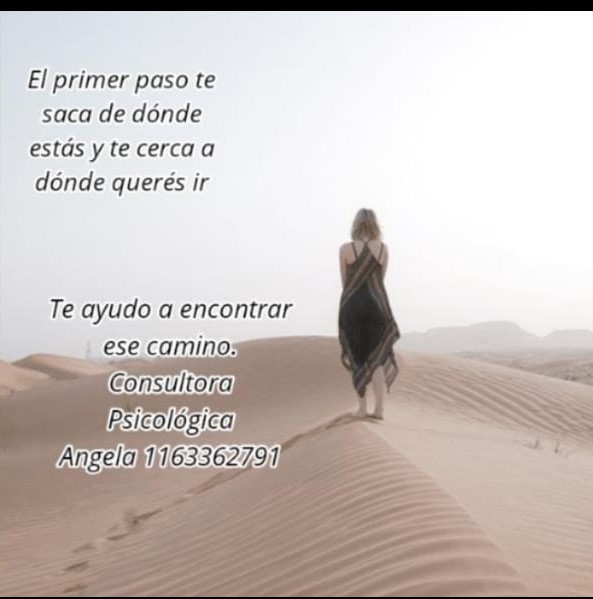 El primer paso te
saca de dónde
estás y te cerca a
dónde querés ir
Te ayudo a encontrar
ese camino.
Consultora
Psicológica
Angela 1163362791